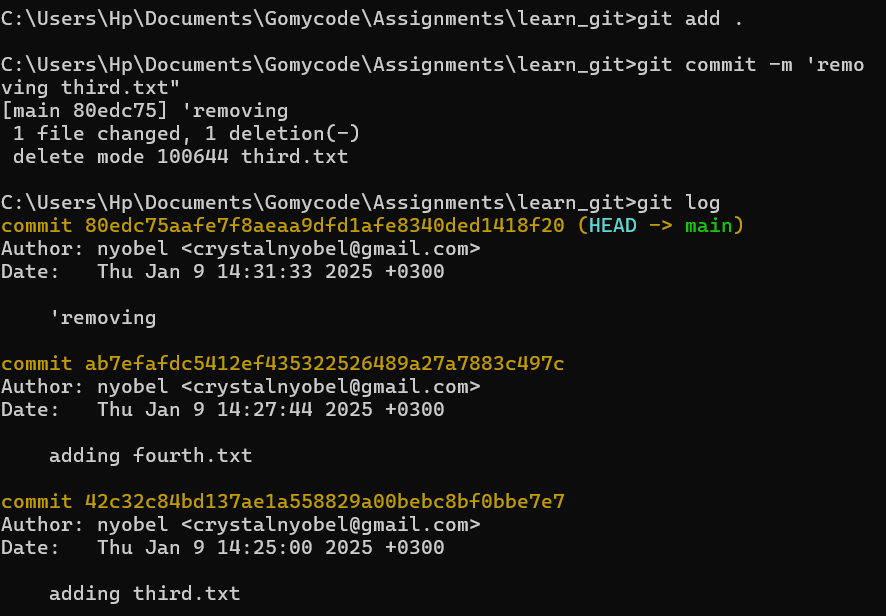 C:\Users\Hp\Documents\Gomycode\Assignments\learn_git>git add .
C:\Users\Hp\Documents\Gomycode\Assignments\learn_git>git commit -m 'remo
ving third.txt"
[main 80edc75] 'removing
 1 file changed, 1 deletion(-)
 delete mode 100644 third.txt
C:\Users\Hp\Documents\Gomycode\Assignments\learn_git>git log
commit 80edc75aafe7f8aeaa9dfd1afe8340ded1418f20 (HEAD -> main)
Author: nyobel <crystalnyobel@gmail.com>
Date:   Thu Jan 9 14:31:33 2025 +0300
    'removing
commit ab7efafdc5412ef435322526489a27a7883c497c
Author: nyobel <crystalnyobel@gmail.com>
Date:   Thu Jan 9 14:27:44 2025 +0300
    adding fourth.txt
commit 42c32c84bd137ae1a558829a00bebc8bf0bbe7e7
Author: nyobel <crystalnyobel@gmail.com>
Date:   Thu Jan 9 14:25:00 2025 +0300
    adding third.txt